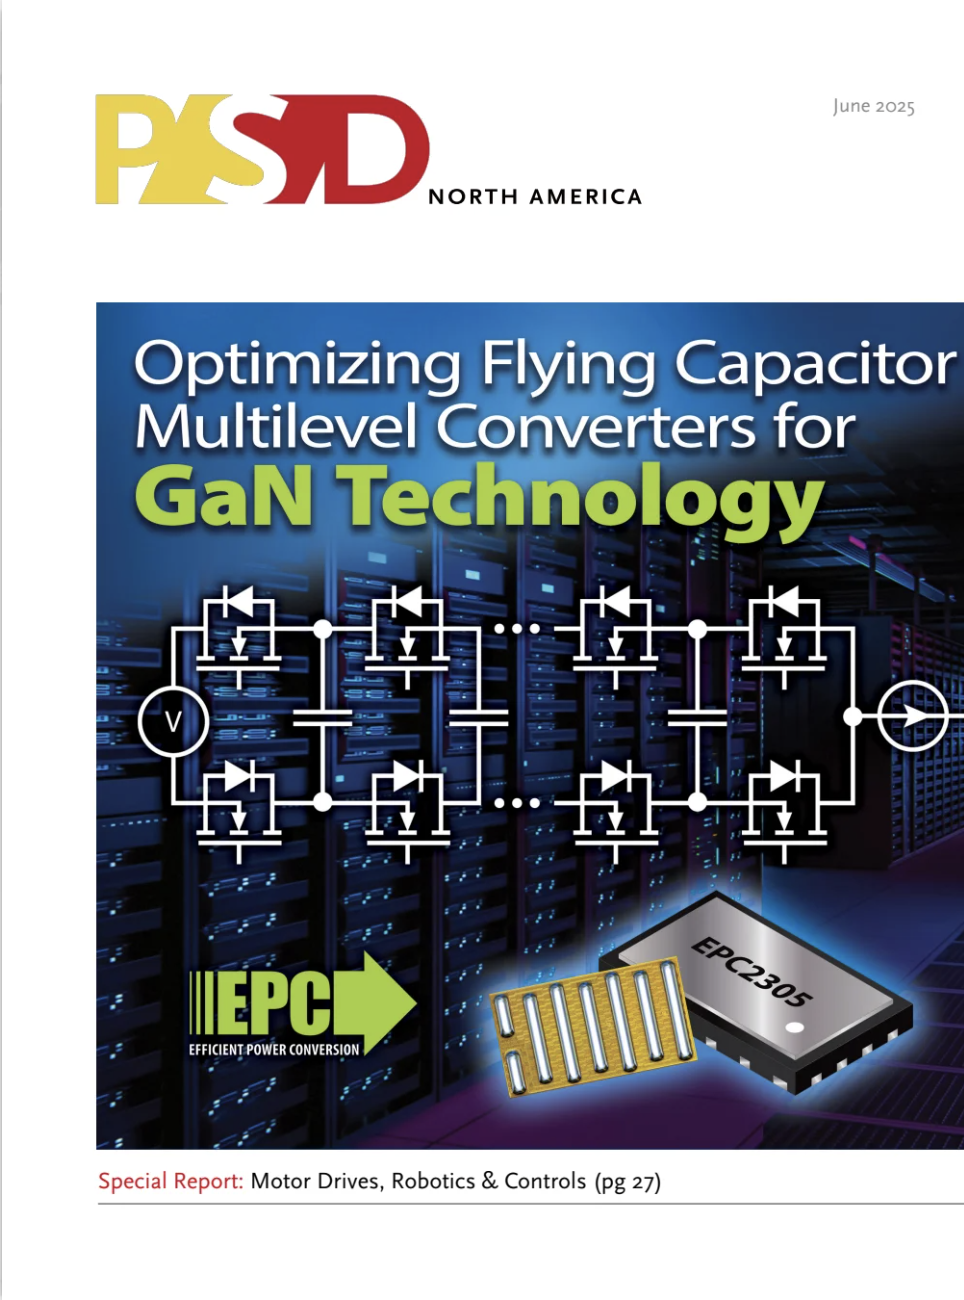 PSD
NORTH AMERICA
June 2025
Optimizing Flying Capacitor
Multilevel Converters for
GaN Technology
V
EPC2305
EPC
EFFICIENT POWER CONVERSION
Special Report: Motor Drives, Robotics & Controls (pg 27)